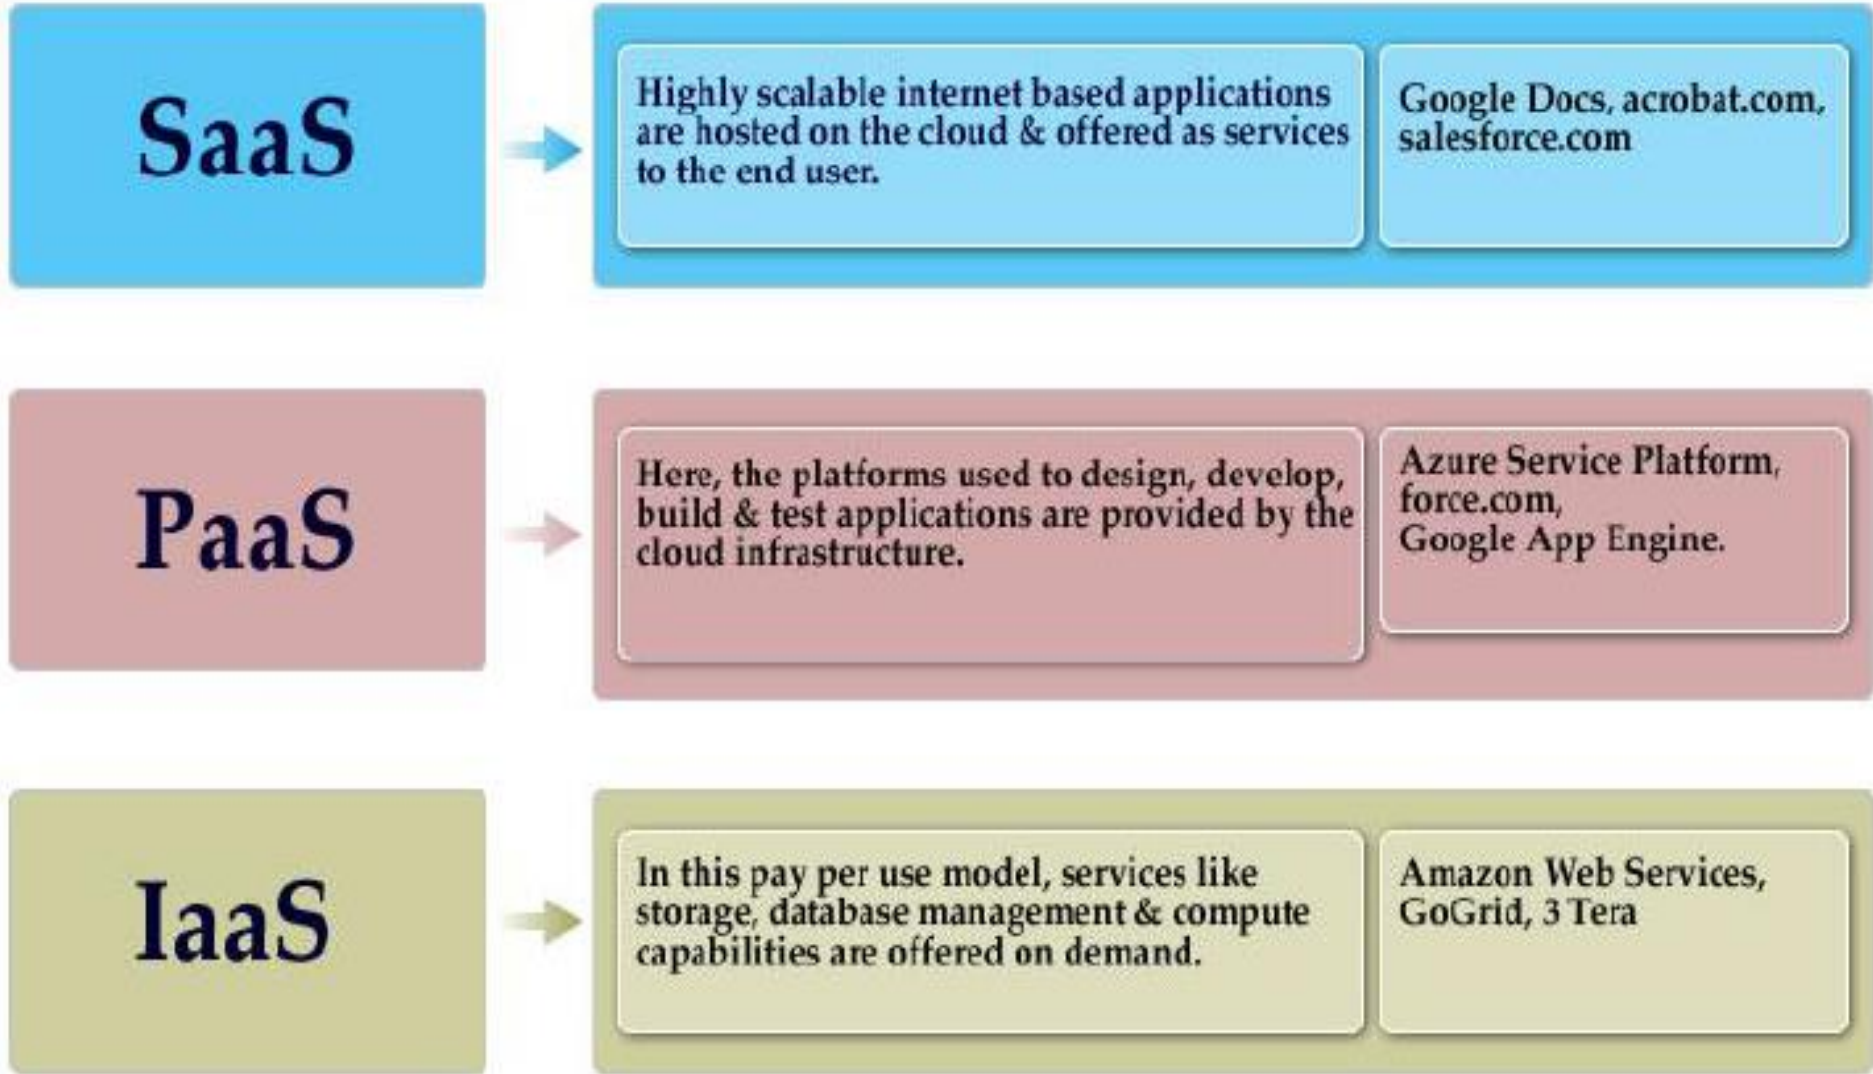 SaaS
Highly scalable internet based applications
are hosted on the cloud & offered as services
to the end user.
Google Docs, acrobat.com,
salesforce.com
PaaS
Here, the platforms used to design, develop,
build & test applications are provided by the
cloud infrastructure.
Azure Service Platform,
force.com,
Google App Engine.
IaaS
In this pay per use model, services like
storage, database management & compute
capabilities are offered on demand.
Amazon Web Services,
GoGrid, 3 Tera